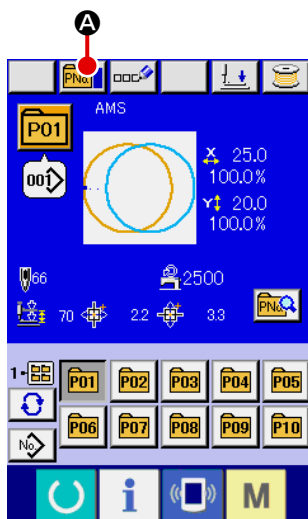 A
PNo
AMS
P01
001
X 25.0
100.0%
Y 20.0
100.0%
66
2500
70 2.2 3.3
PNo
1-
P01 P02 P03 P04 P05
No.
P06 P07 P08 P09 P10
i M